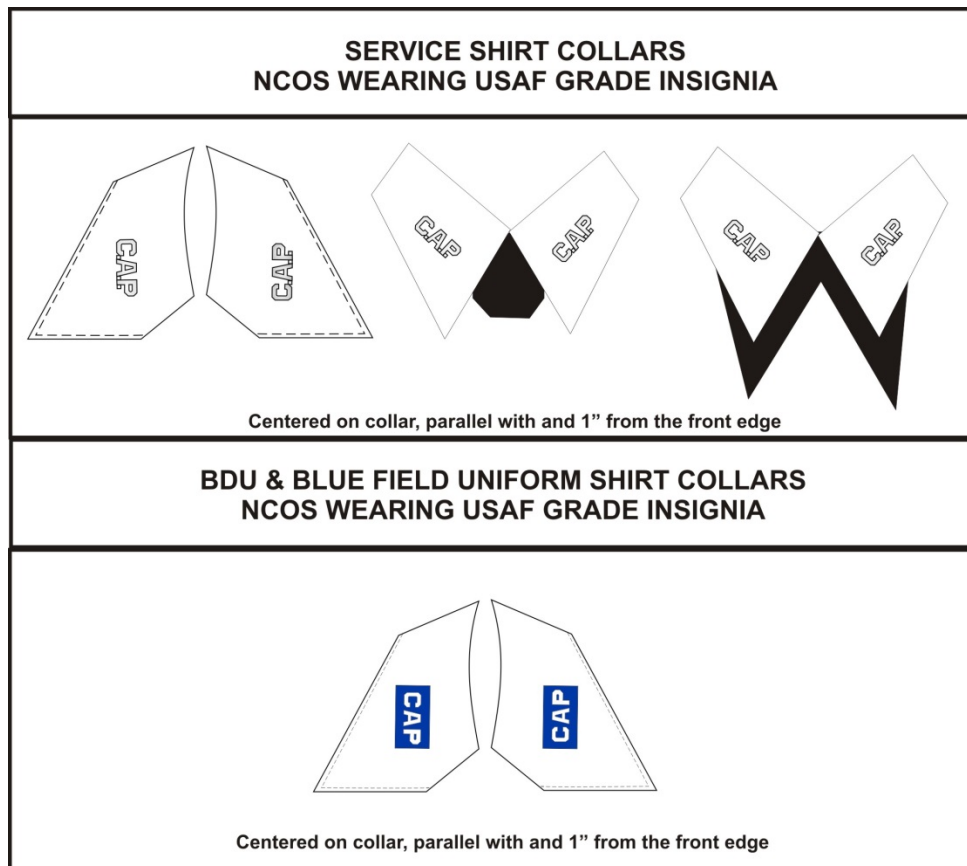 SERVICE SHIRT COLLARS
NCOS WEARING USAF GRADE INSIGNIA
C.A.P.
C.A.P.
C.A.P.
C.A.P.
C.A.P.
C.A.P.
Centered on collar, parallel with and 1” from the front edge
BDU & BLUE FIELD UNIFORM SHIRT COLLARS
NCOS WEARING USAF GRADE INSIGNIA
CAP
CAP
Centered on collar, parallel with and 1” from the front edge